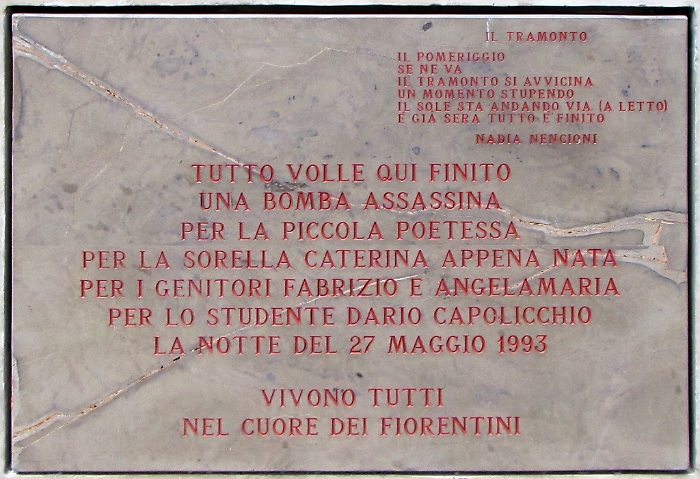 IL TRAMONTO
IL POMERIGGIO
SE NE VA
IL TRAMONTO SI AVVICINA
UN MOMENTO STUPENDO
IL SOLE STA ANDANDO VIA (A LETTO)
È GIÀ SERA TUTTO È FINITO
NADIA NENCIONI
TUTTO VOLLE QUI FINITO
UNA BOMBA ASSASSINA
PER LA PICCOLA POETESSA
PER LA SORELLA CATERINA APPENA NATA
PER I GENITORI FABRIZIO E ANGELAMARIA
PER LO STUDENTE DARIO CAPOLICCHIO
LA NOTTE DEL 27 MAGGIO 1993
VIVONO TUTTI
NEL CUORE DEI FIORENTINI